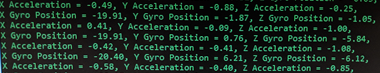 X Acceleration = -0.49, Y Acceleration = -0.88, Z Acceleration = -0.25,
X Gyro Position = -19.91, Y Gyro Position = -1.87, Z Gyro Position = -1.05,
X Acceleration = 0.41, Y Acceleration = -0.09, Z Acceleration = -1.00,
X Gyro Position = -19.91, Y Gyro Position = 0.76, Z Gyro Position = -5.84,
X Acceleration = -0.42, Y Acceleration = -0.41, Z Acceleration = -1.08,
X Gyro Position = -20.40, Y Gyro Position = 6.21, Z Gyro Position = -6.12,
X Acceleration = -0.58, Y Acceleration = -0.40, Z Acceleration = -0.85,